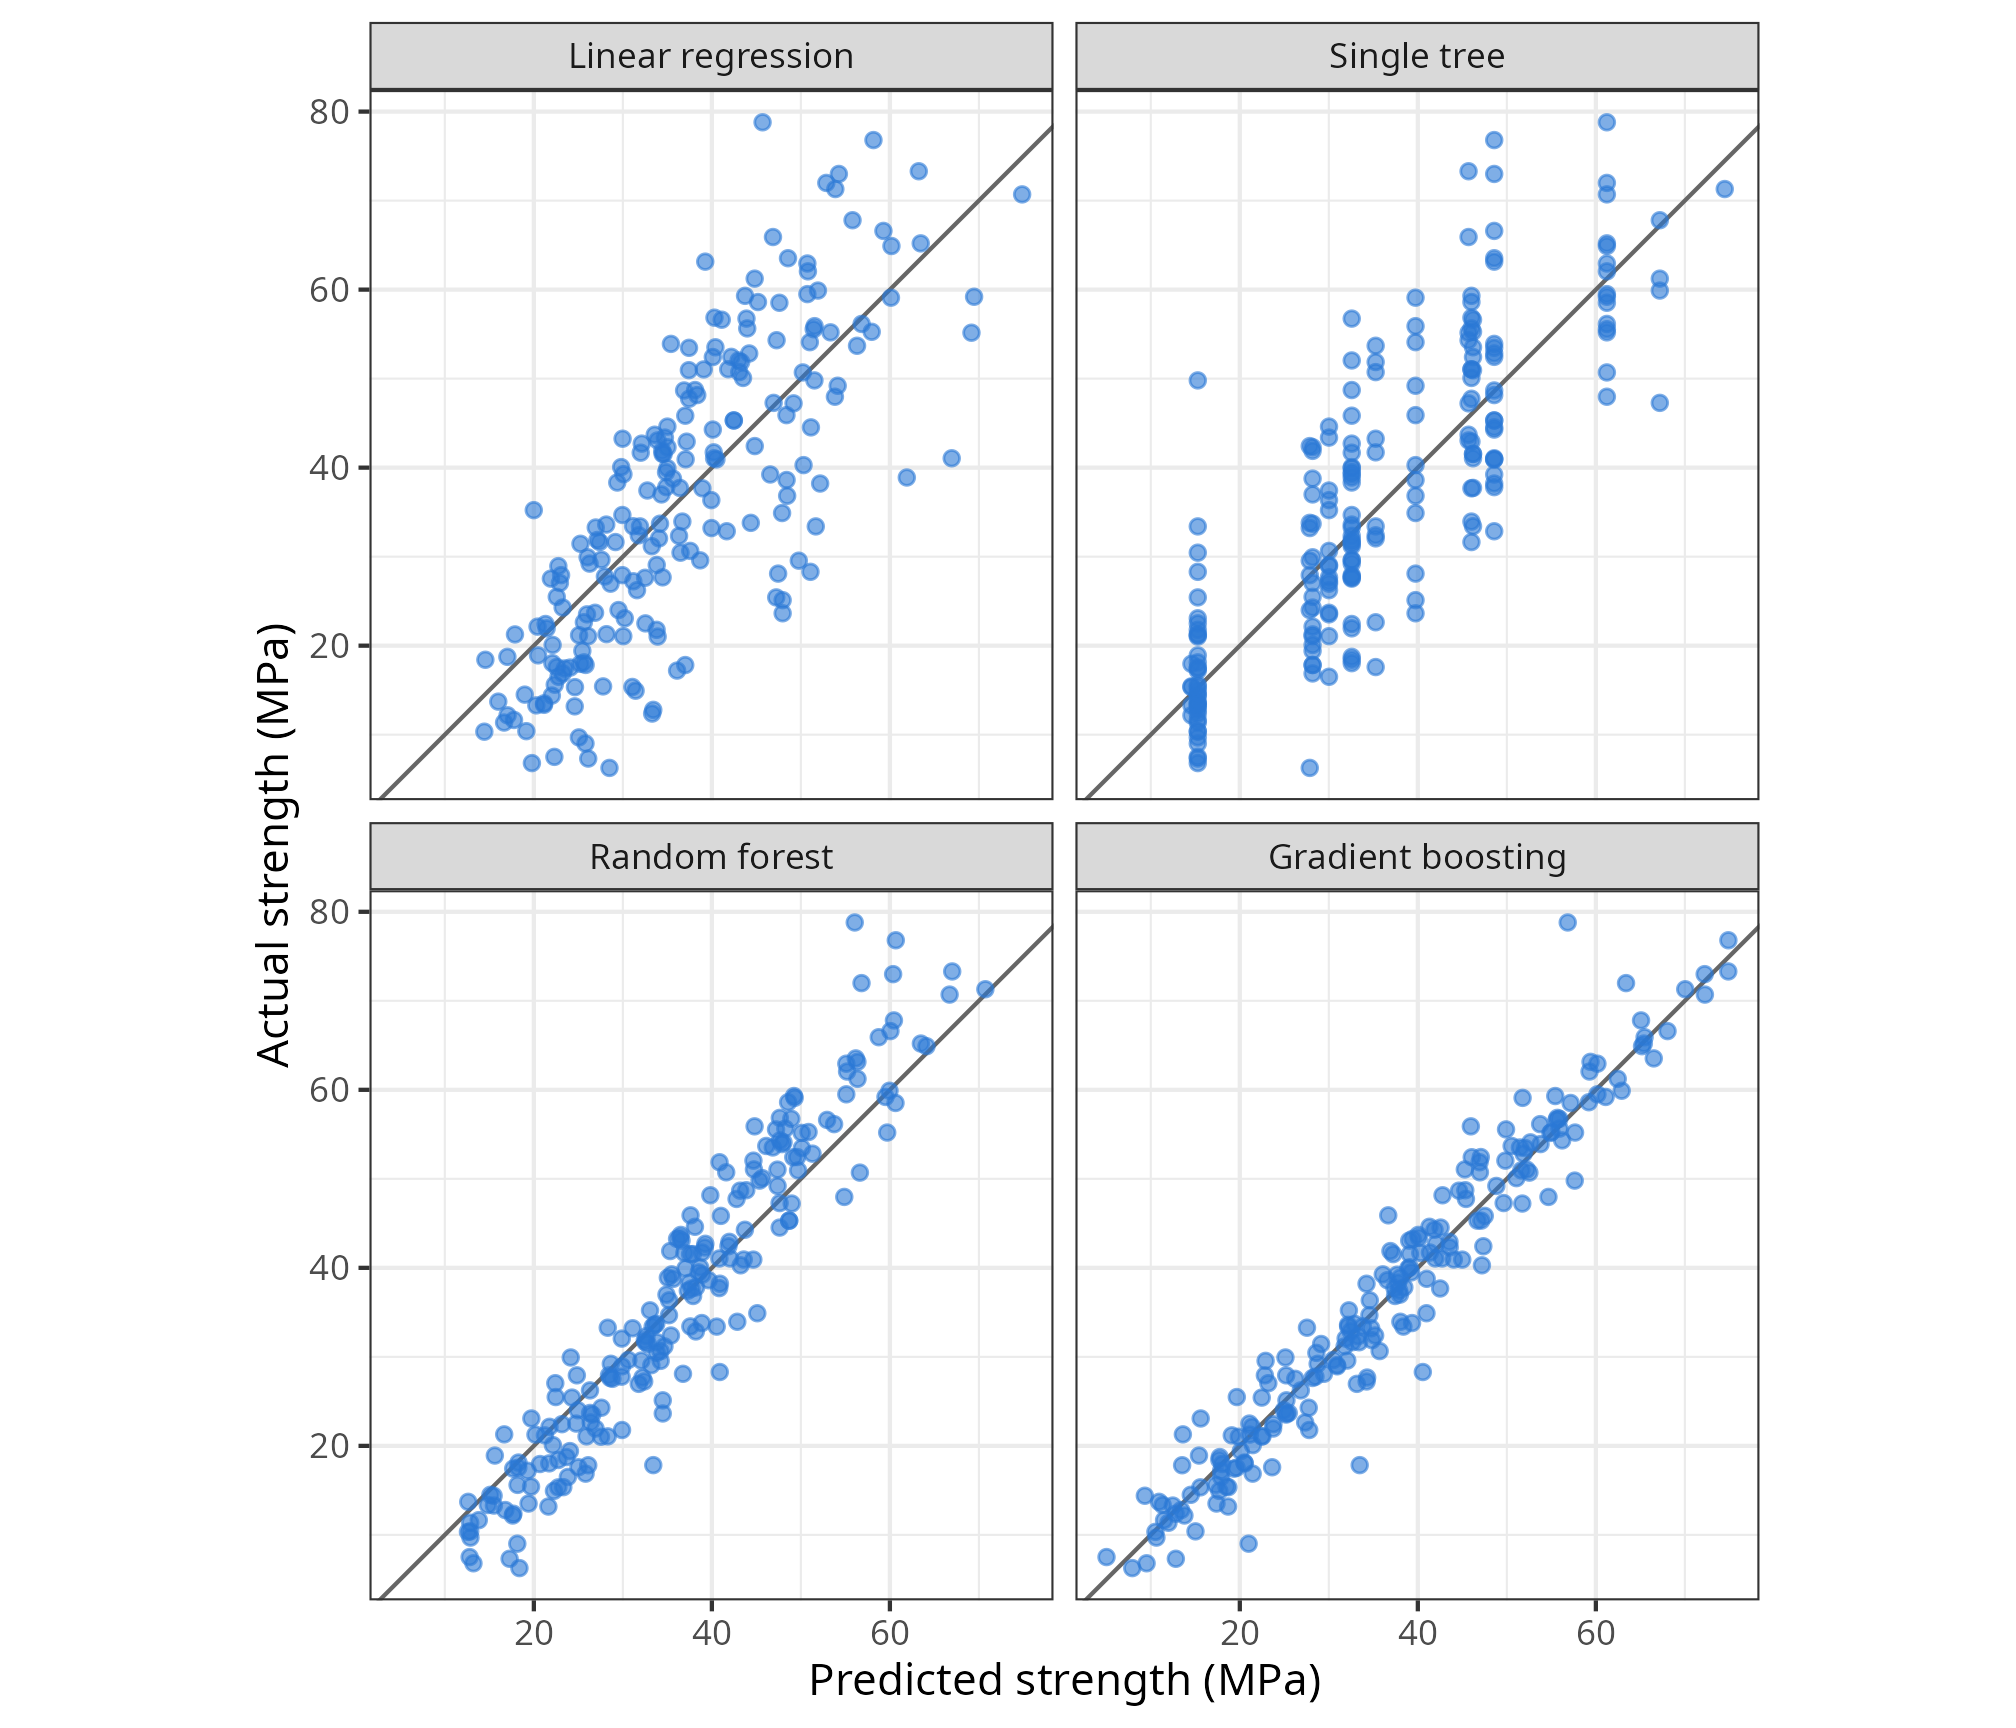 Linear regression
Single tree
80
60
40
20
Random forest
Gradient boosting
80
60
40
20
20
40
60
20
40
60
Predicted strength (MPa)
Actual strength (MPa)